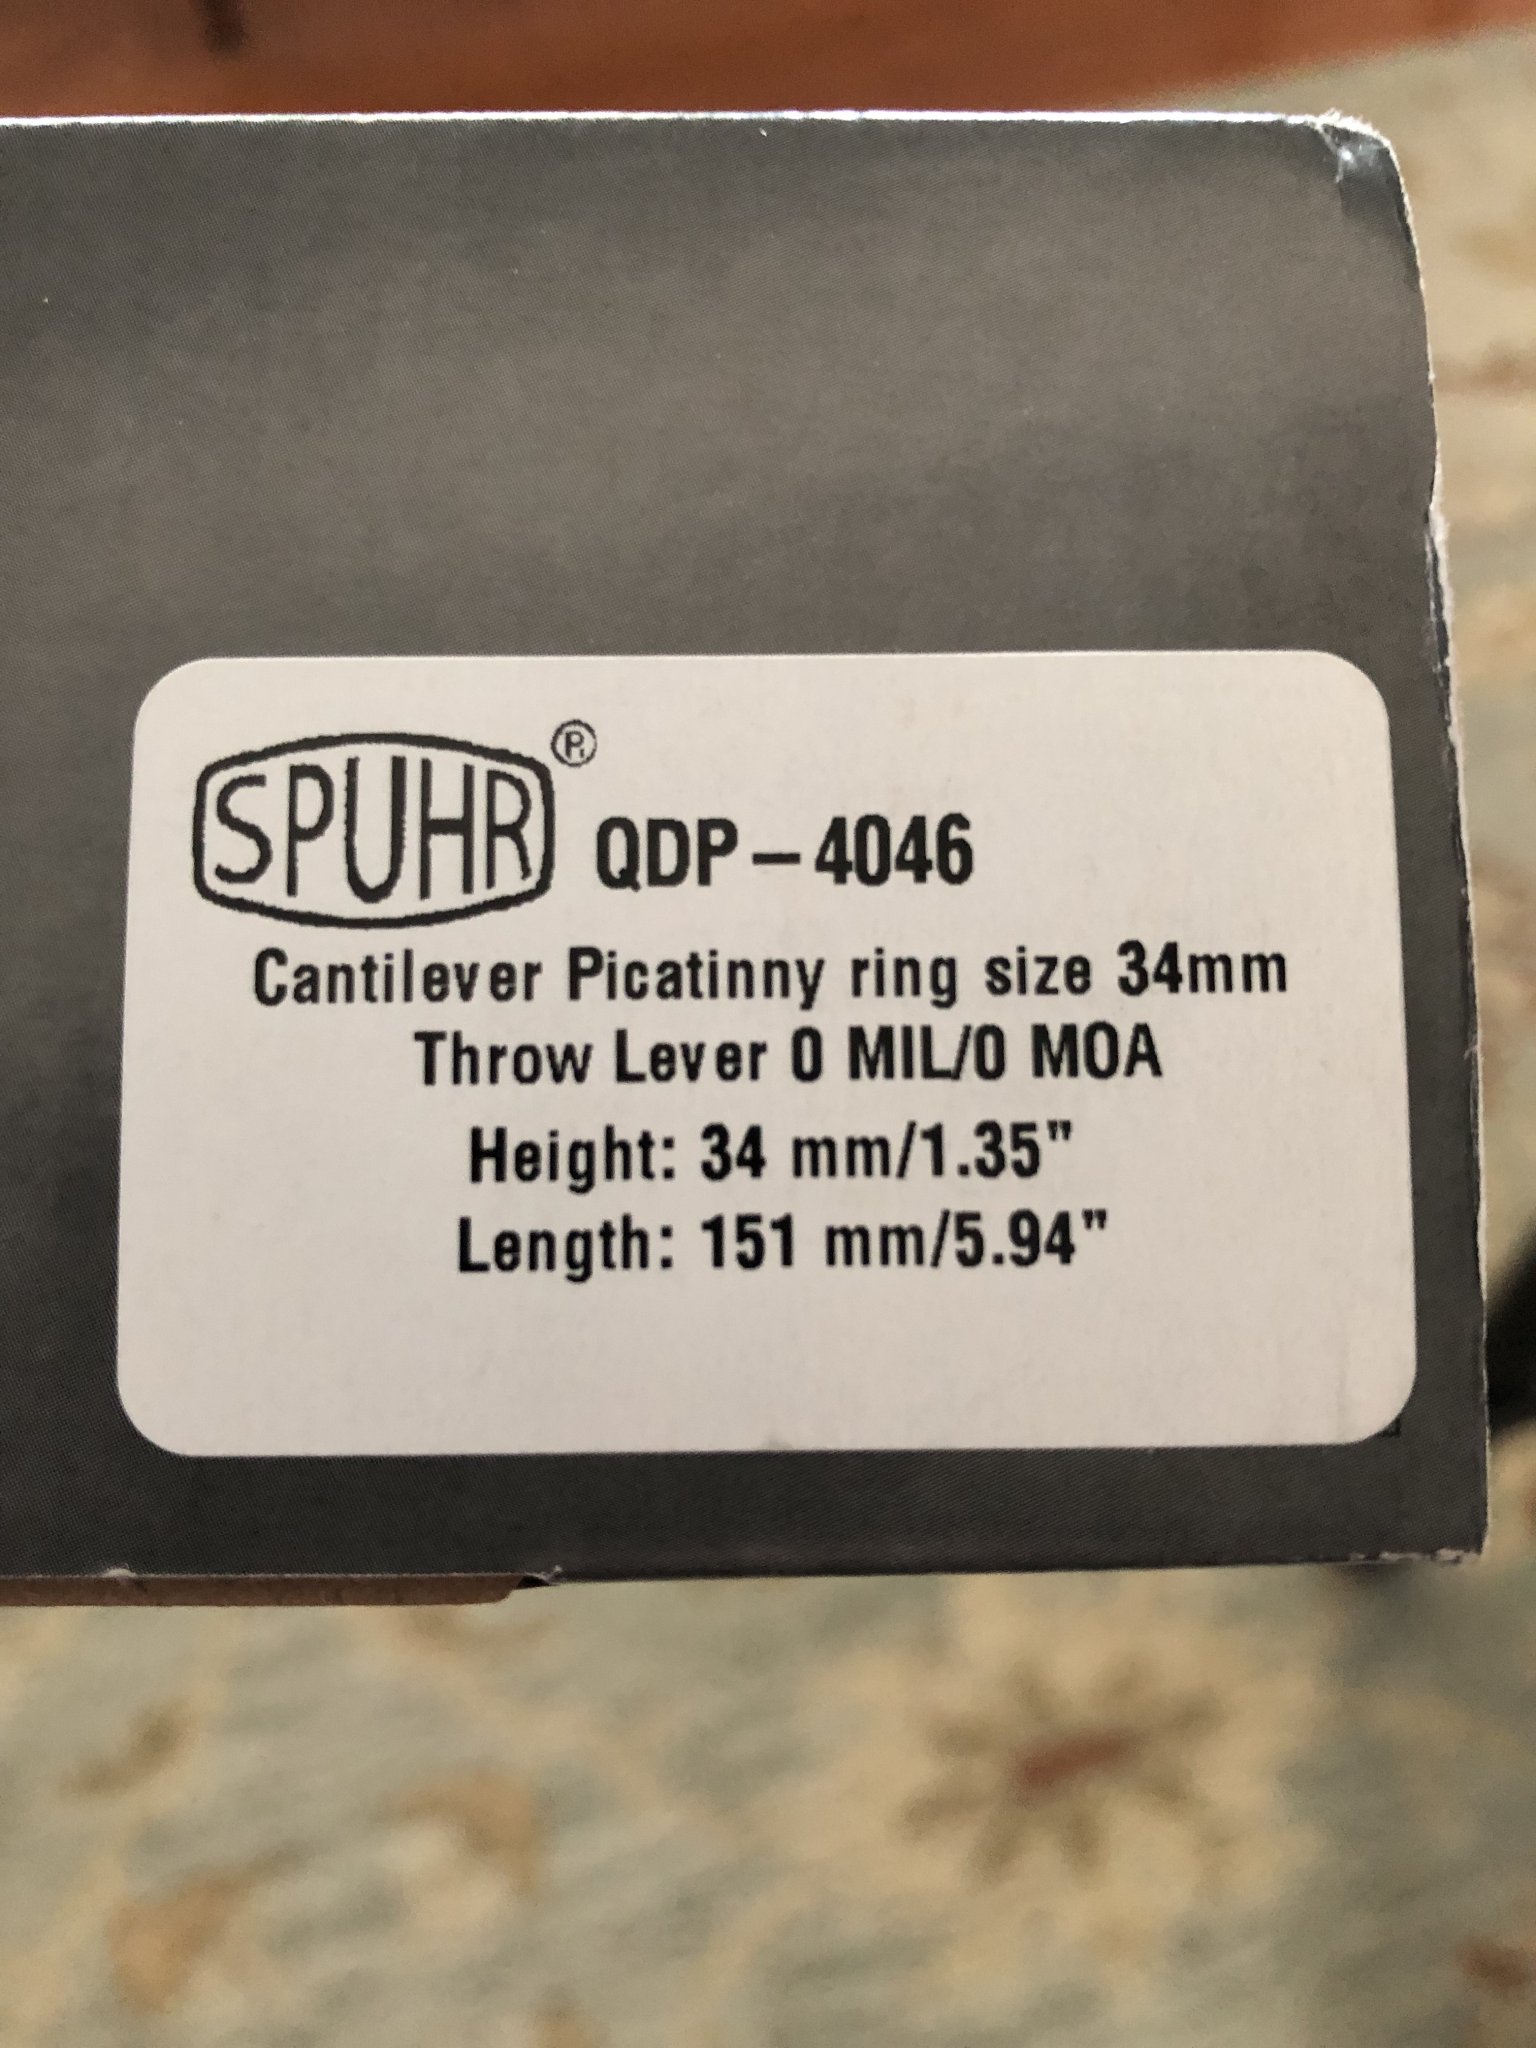 SPUHR® QDP – 4046
Cantilever Picatinny ring size 34mm
Throw Lever 0 MIL/0 MOA
Height: 34 mm/1.35"
Length: 151 mm/5.94"